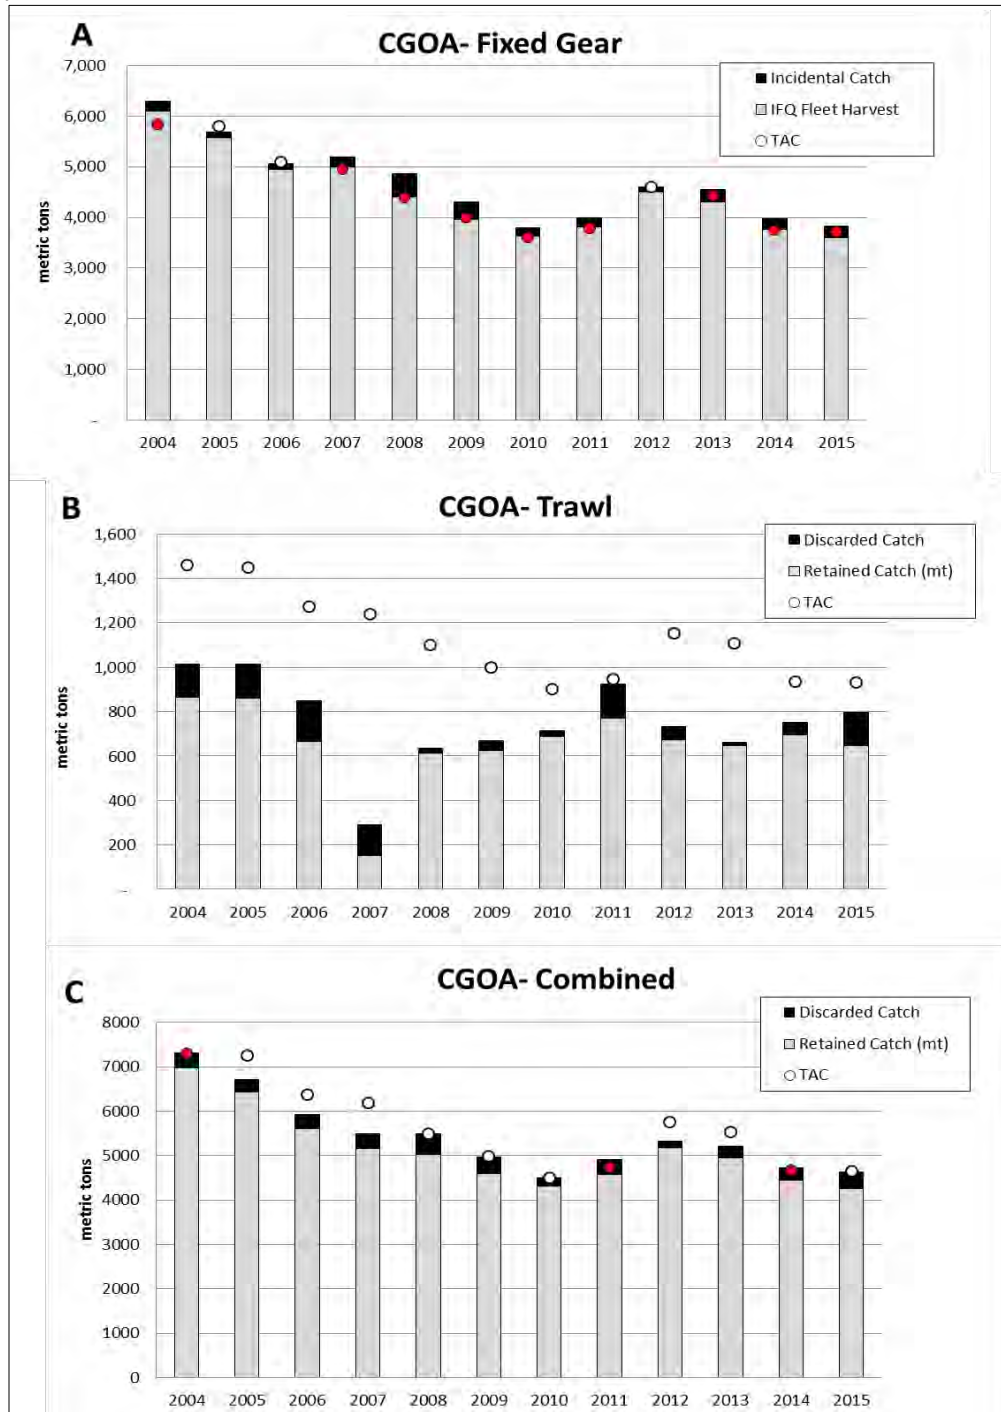 A
CGOA- Fixed Gear
7,000
6,000
5,000
4,000
3,000
2,000
1,000
-
metric tons
Incidental Catch
IFQ Fleet Harvest
TAC
2004 2005 2006 2007 2008 2009 2010 2011 2012 2013 2014 2015
B
CGOA- Trawl
1,600
1,400
1,200
1,000
800
600
400
200
-
metric tons
Discarded Catch
Retained Catch (mt)
TAC
2004 2005 2006 2007 2008 2009 2010 2011 2012 2013 2014 2015
C
CGOA- Combined
8000
7000
6000
5000
4000
3000
2000
1000
0
metric tons
Discarded Catch
Retained Catch (mt)
TAC
2004 2005 2006 2007 2008 2009 2010 2011 2012 2013 2014 2015